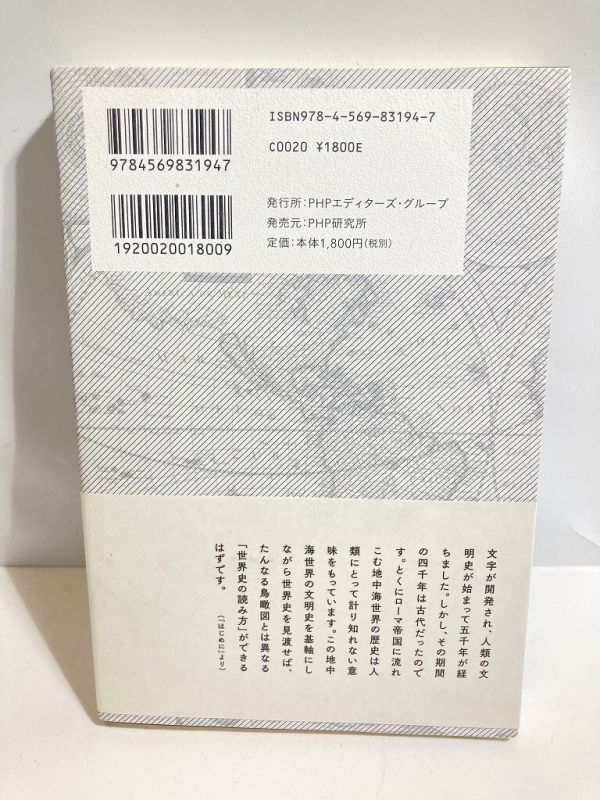 ISBN978-4-569-83194-7
C0020 ¥1800E
9784569831947
発行所:PHPエディターズ・グループ
発売元:PHP研究所
定価:本体1,800円(税別)
1920020018009
文字が開発され、人類の文
明史が始まって五千年が経
ちました。しかし、その期間
の四千年は古代だったので
す。とくにローマ帝国に流れ
こむ地中海世界の歴史は人
類にとって計り知れない意
味をもっています。この地中
海世界の文明史を基軸にし
ながら世界史を見渡せば、
たんなる鳥瞰図とは異なる
「世界史の読み方」ができる
はずです。
(「はじめに」より)